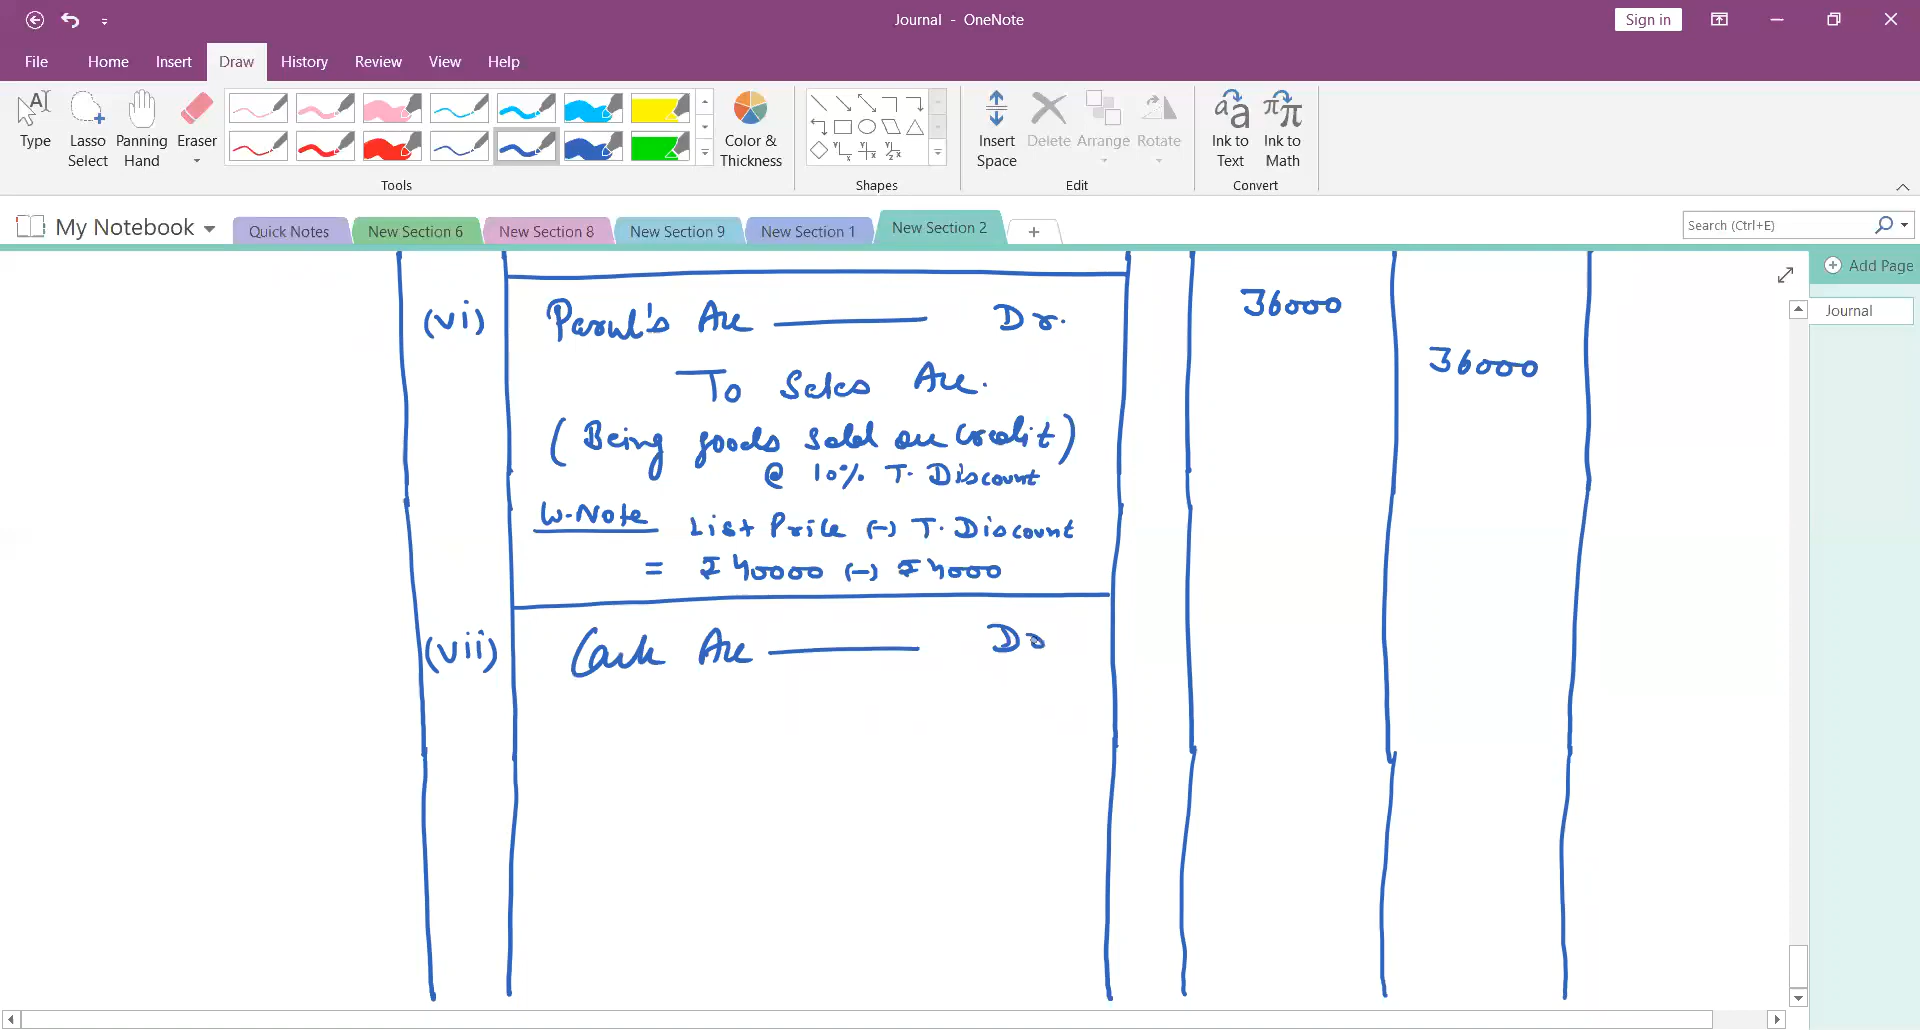 Journal - OneNote
Sign in
File Home Insert Draw History Review View Help
Type
Lasso Select
Panning Hand
Eraser
Color & Thickness
Insert Space
Delete
Arrange
Rotate
Ink to Text
Ink to Math
Tools
Shapes
Edit
Convert
My Notebook
Quick Notes
New Section 6
New Section 8
New Section 9
New Section 1
New Section 2
Search (Ctrl+E)
Add Page
Journal
(vi) Parul's A/c Dr. 36000
To Sales A/c. 36000
(Being goods sold on credit)
@ 10% T. Discount
W-Note List Price (-) T. Discount
= ₹ 40000 (-) ₹ 4000
(vii) Cash A/c Dr